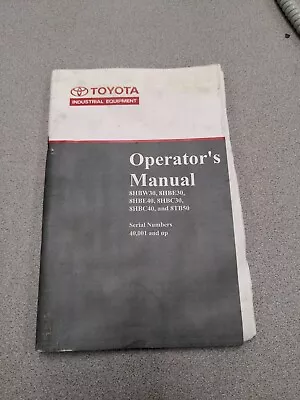 TOYOTA
INDUSTRIAL EQUIPMENT
Operator's
Manual
8HBW30, 8HBE30,
8HBE40, 8HBC30,
8HBC40, and 8TB50
Serial Numbers
40,001 and up